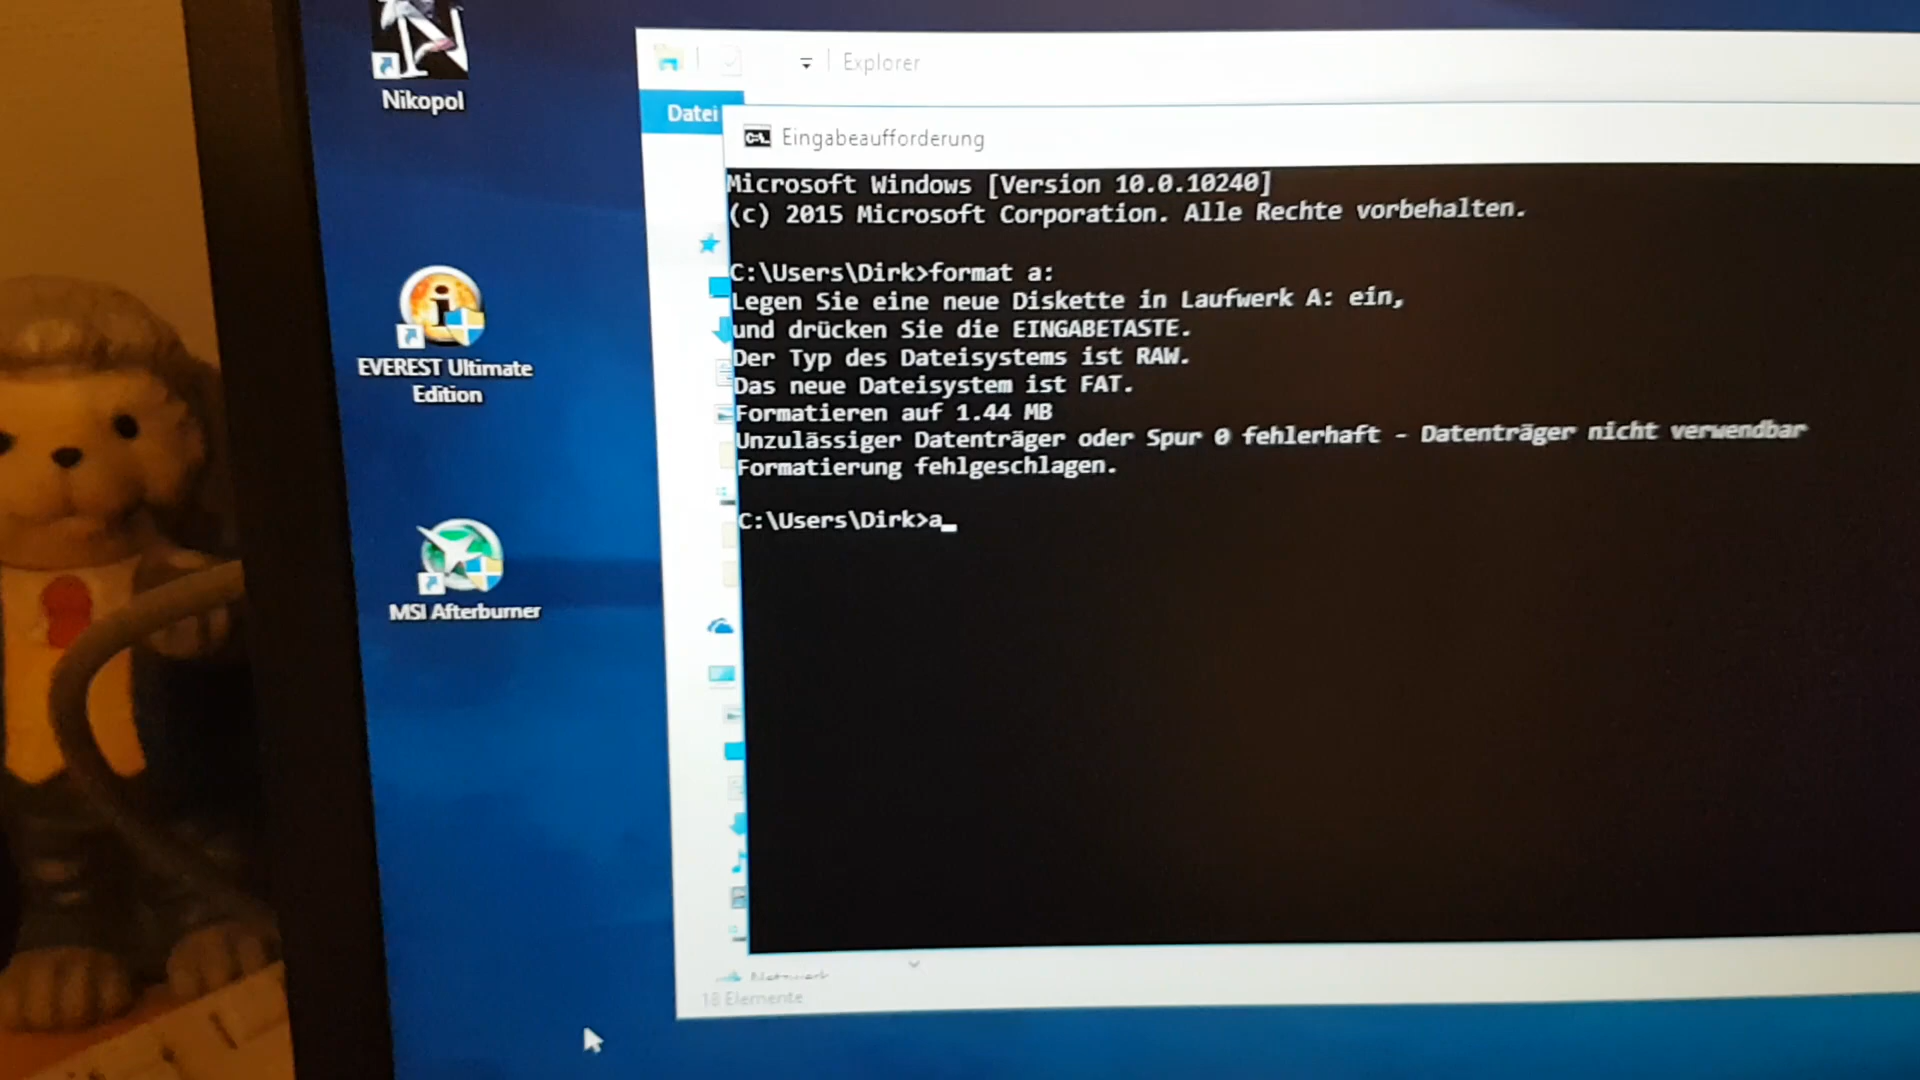 Nikopol
EVEREST Ultimate
Edition
MSI Afterburner
Explorer
Datei
Eingabeaufforderung
Microsoft Windows [Version 10.0.10240]
(c) 2015 Microsoft Corporation. Alle Rechte vorbehalten.
C:\Users\Dirk>format a:
Legen Sie eine neue Diskette in Laufwerk A: ein,
und drücken Sie die EINGABETASTE.
Der Typ des Dateisystems ist RAW.
Das neue Dateisystem ist FAT.
Formatieren auf 1.44 MB
Unzulässiger Datenträger oder Spur 0 fehlerhaft - Datenträger nicht verwendbar
Formatierung fehlgeschlagen.
C:\Users\Dirk>a_
Netzwerk
18 Elemente